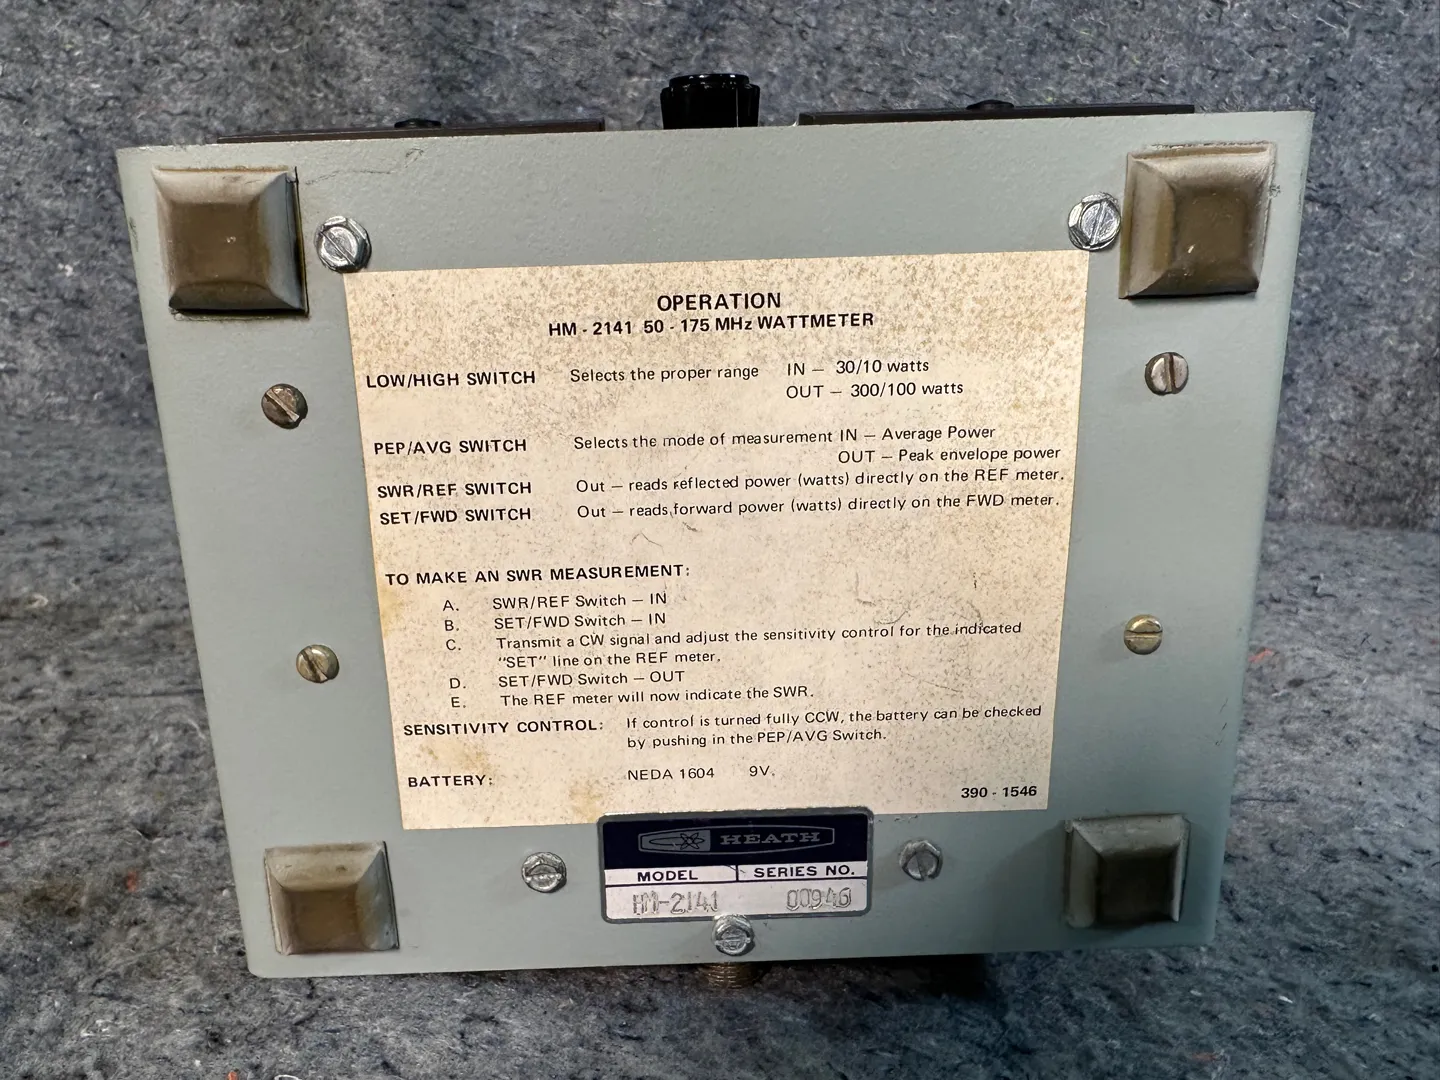 OPERATION
HM - 2141 50 - 175 MHz WATTMETER
LOW/HIGH SWITCH Selects the proper range IN — 30/10 watts
OUT — 300/100 watts
PEP/AVG SWITCH Selects the mode of measurement IN — Average Power
OUT — Peak envelope power
SWR/REF SWITCH Out — reads reflected power (watts) directly on the REF meter.
SET/FWD SWITCH Out — reads forward power (watts) directly on the FWD meter.
TO MAKE AN SWR MEASUREMENT:
A. SWR/REF Switch — IN
B. SET/FWD Switch — IN
C. Transmit a CW signal and adjust the sensitivity control for the indicated
"SET" line on the REF meter.
D. SET/FWD Switch — OUT
E. The REF meter will now indicate the SWR.
SENSITIVITY CONTROL: If control is turned fully CCW, the battery can be checked
by pushing in the PEP/AVG Switch.
BATTERY: NEDA 1604 9V.
390 - 1546
HEATH
MODEL SERIES NO.
HM-2141 00946